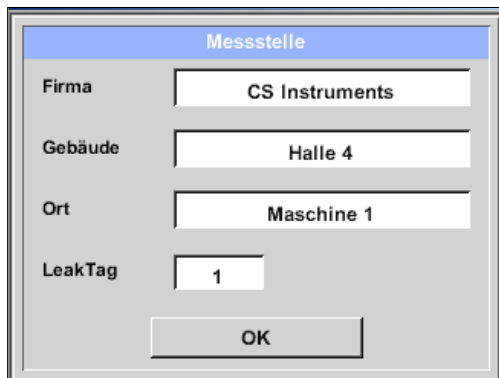 Messstelle
Firma CS Instruments
Gebäude Halle 4
Ort Maschine 1
LeakTag 1
OK